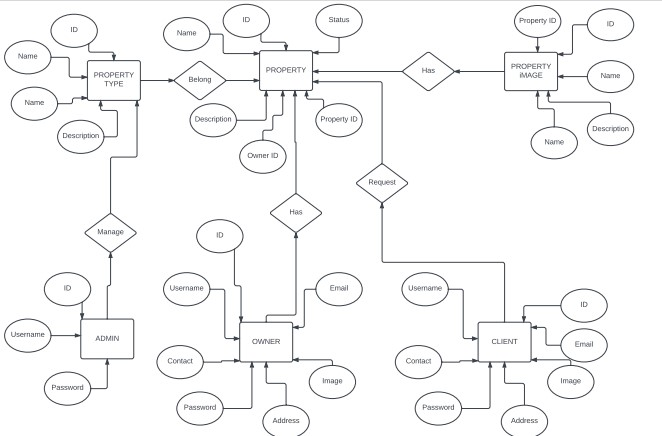 ID
Name
PROPERTY
TYPE
Name
Description
Belong
ID
Status
Name
PROPERTY
Description
Property ID
Owner ID
Has
Property ID
ID
PROPERTY
iMAGE
Name
Description
Name
Request
Has
Manage
ID
ADMIN
Username
Password
ID
Username
Email
OWNER
Contact
Image
Password
Address
Username
ID
CLIENT
Email
Contact
Image
Password
Address